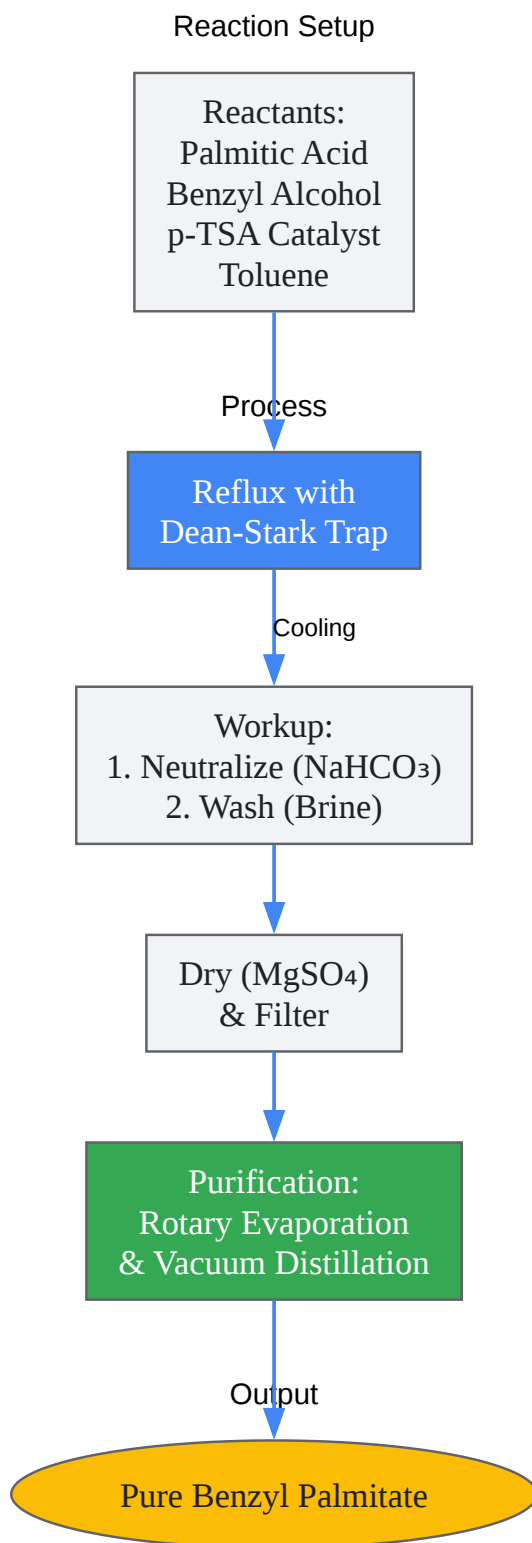 Reaction Setup
Reactants:
Palmitic Acid
Benzyl Alcohol
p-TSA Catalyst
Toluene
Process
Reflux with
Dean-Stark Trap
Cooling
Workup:
1. Neutralize (NaHCO₃)
2. Wash (Brine)
Dry (MgSO₄)
& Filter
Purification:
Rotary Evaporation
& Vacuum Distillation
Output
Pure Benzyl Palmitate